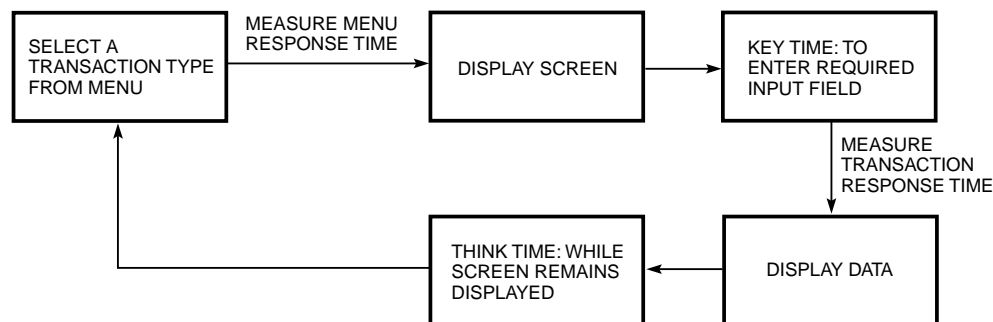 SELECT A
TRANSACTION TYPE
FROM MENU
MEASURE MENU
RESPONSE TIME
DISPLAY SCREEN
KEY TIME: TO
ENTER REQUIRED
INPUT FIELD
MEASURE
TRANSACTION
RESPONSE TIME
DISPLAY DATA
THINK TIME: WHILE
SCREEN REMAINS
DISPLAYED